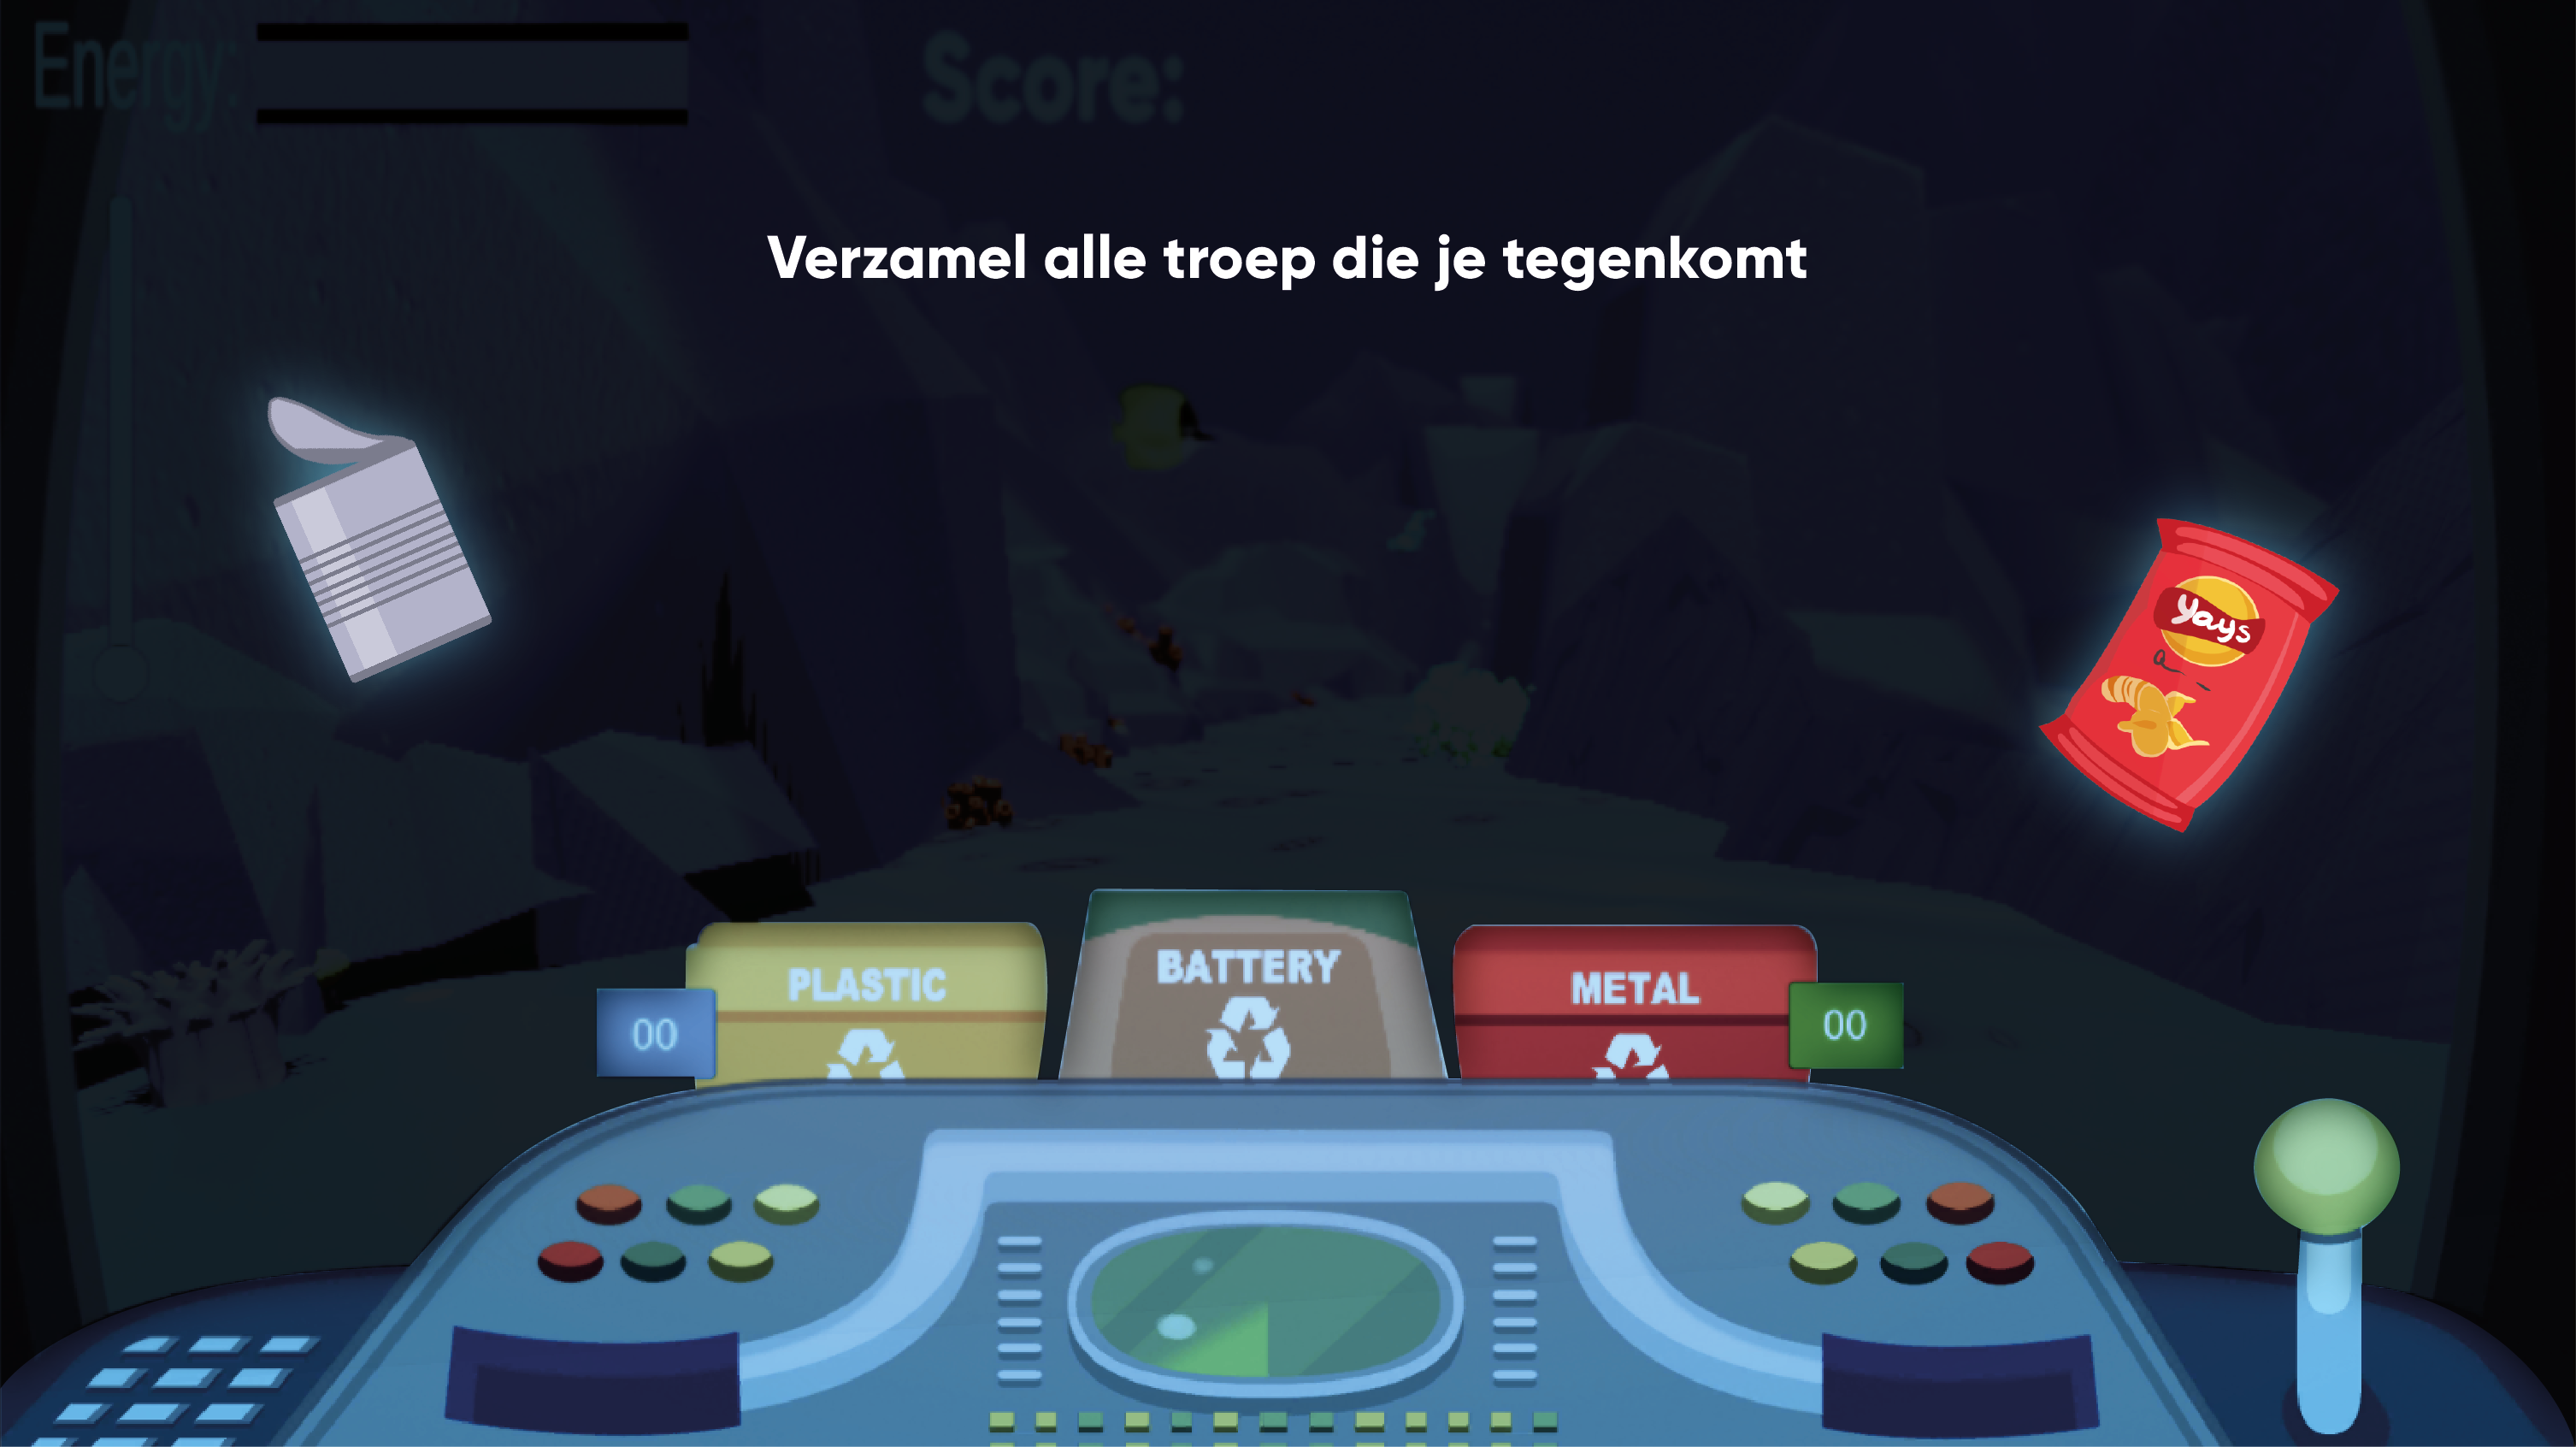 Energy:
Score:
Verzamel alle troep die je tegenkomt
Yays
PLASTIC
BATTERY
METAL
00
00